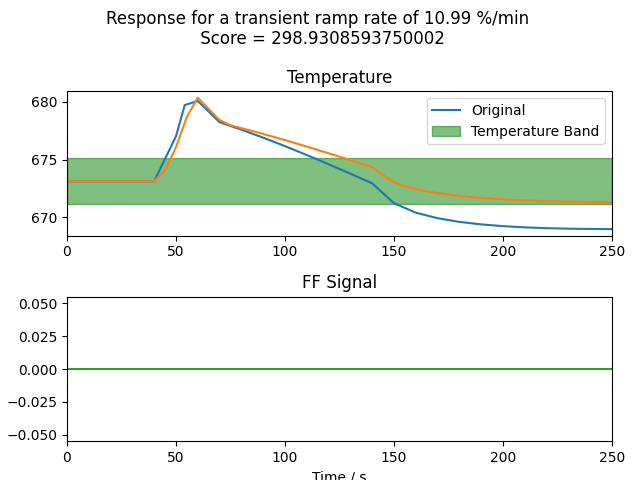 Response for a transient ramp rate of 10.99 %/min
Score = 298.9308593750002
Temperature
680
675
670
Original
Temperature Band
0 50 100 150 200 250
FF Signal
0.050
0.025
0.000
−0.025
−0.050
0 50 100 150 200 250
Time / s